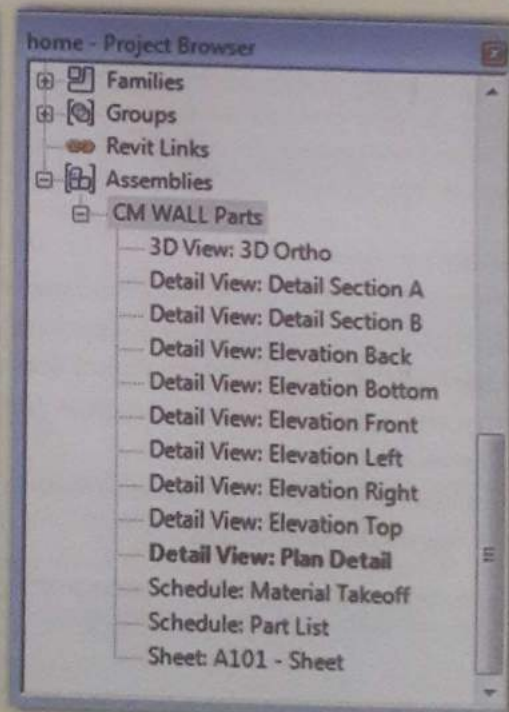 home - Project Browser
Families
Groups
Revit Links
Assemblies
CM WALL Parts
3D View: 3D Ortho
Detail View: Detail Section A
Detail View: Detail Section B
Detail View: Elevation Back
Detail View: Elevation Bottom
Detail View: Elevation Front
Detail View: Elevation Left
Detail View: Elevation Right
Detail View: Elevation Top
Detail View: Plan Detail
Schedule: Material Takeoff
Schedule: Part List
Sheet: A101 - Sheet